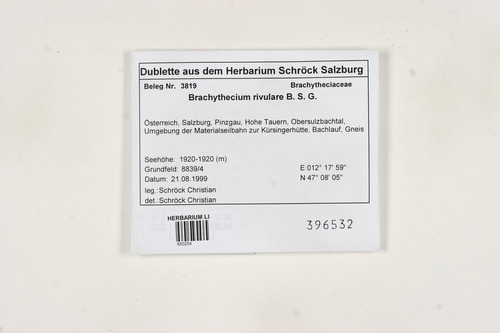 Dublette aus dem Herbarium Schröck Salzburg
Beleg Nr. 3819 Brachytheciaceae
Brachythecium rivulare B. S. G.
Österreich, Salzburg, Pinzgau, Hohe Tauern, Obersulzbachtal,
Umgebung der Materialseilbahn zur Kürsingerhütte, Bachlauf, Gneis
Seehöhe: 1920-1920 (m)
Grundfeld: 8839/4 E 012° 17' 59"
Datum: 21.08.1999 N 47° 08' 05"
leg.:Schröck Christian
det.:Schröck Christian
HERBARIUM LI
850254
396532